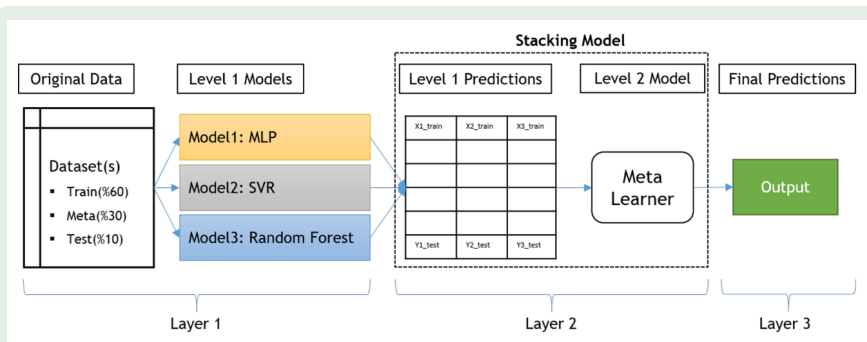 Stacking Model
Original Data
Level 1 Models
Level 1 Predictions
Level 2 Model
Final Predictions
Dataset(s)
▪ Train(%60)
▪ Meta(%30)
▪ Test(%10)
Model1: MLP
Model2: SVR
Model3: Random Forest
X1_train X2_train X3_train
Y1_test Y2_test Y3_test
Meta
Learner
Output
Layer 1
Layer 2
Layer 3